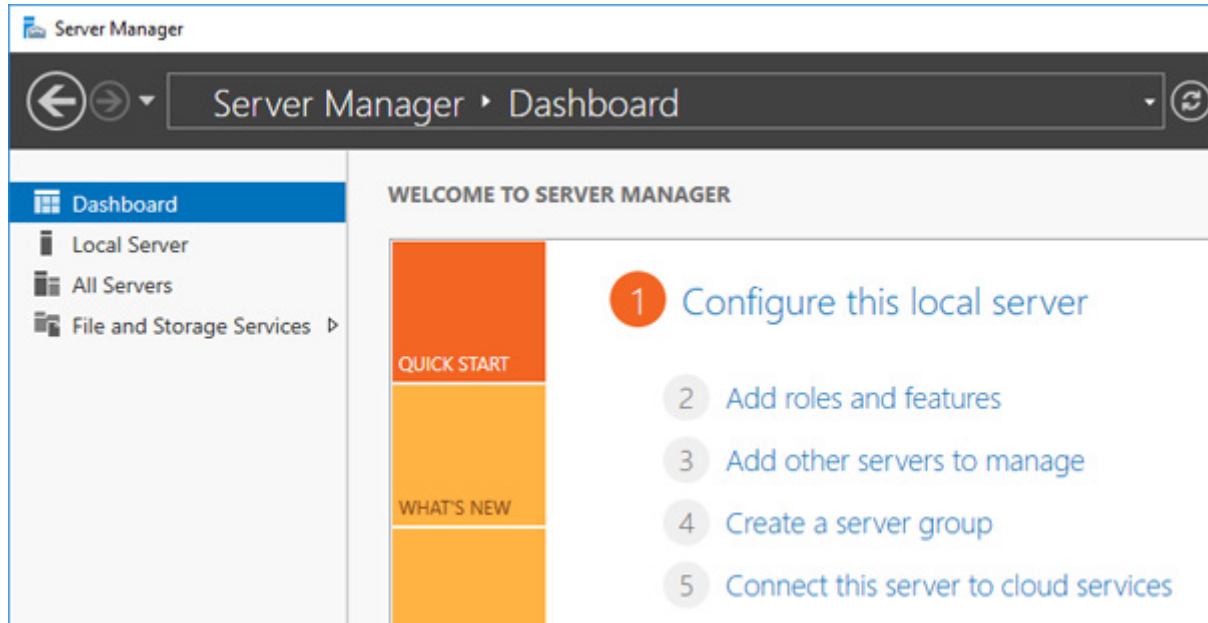 Server Manager
Server Manager ‣ Dashboard
Dashboard
Local Server
All Servers
File and Storage Services
WELCOME TO SERVER MANAGER
QUICK START
WHAT'S NEW
1 Configure this local server
2 Add roles and features
3 Add other servers to manage
4 Create a server group
5 Connect this server to cloud services